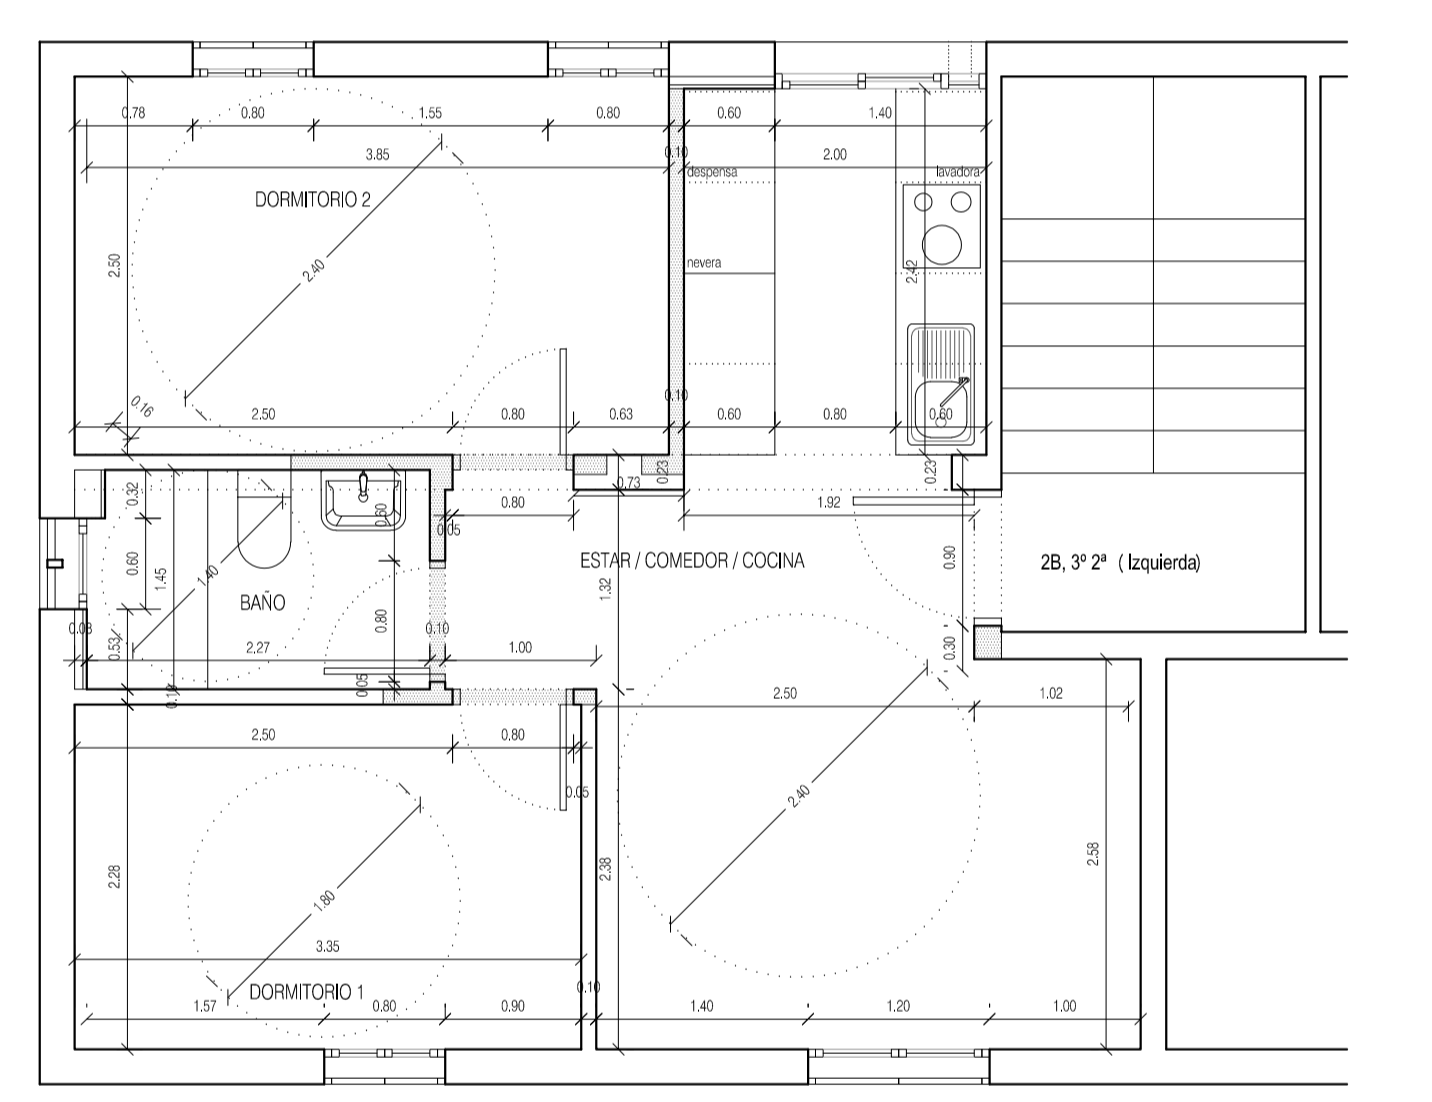 0.78 0.80 1.55 0.80 0.60 1.40
3.85 0.10 2.00
despensa lavadora
DORMITORIO 2
2.50 2.40 nevera 2.42
0.16 0.10
2.50 0.80 0.63 0.60 0.80 0.60
0.23 0.23
0.73
0.32 0.60 0.80 1.92
0.05
0.60 1.45 1.40 ESTAR / COMEDOR / COCINA 0.90 2B, 3º 2ª ( Izquierda)
1.32
BAÑO
0.08 0.80 0.10
0.53 2.27 1.00 0.30
0.05 2.50 1.02
0.10
2.50 0.80
0.05
2.40
2.28 2.38 2.58
1.80
3.35
DORMITORIO 1 0.10
1.57 0.80 0.90 1.40 1.20 1.00